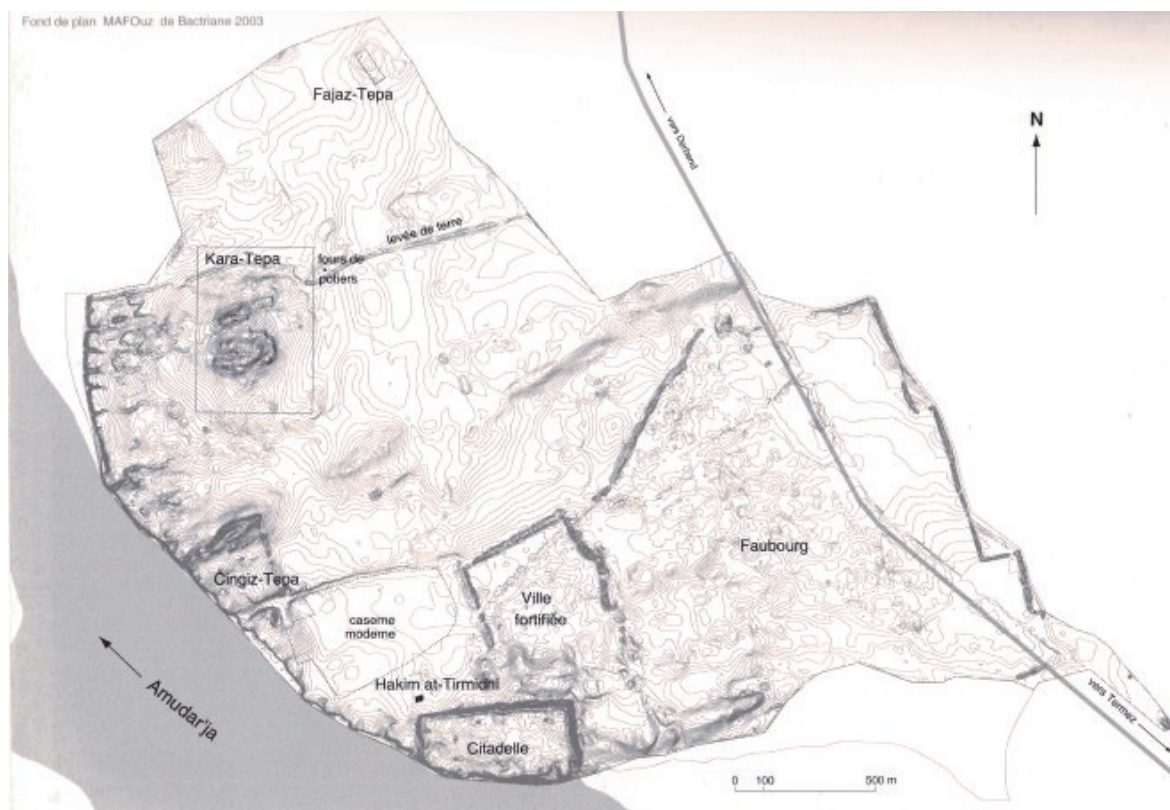 Fond de plan MAFOuz de Bactriane 2003
Fajaz-Tepa
N
vers Derbent
levée de terre
Kara-Tepa
fours de
potiers
Faubourg
Čingiz-Tepa
Ville
fortifiée
caserne
moderne
Hakim at-Tirmidhi
Amudar'ja
Citadelle
vers Termez
0 100 500 m